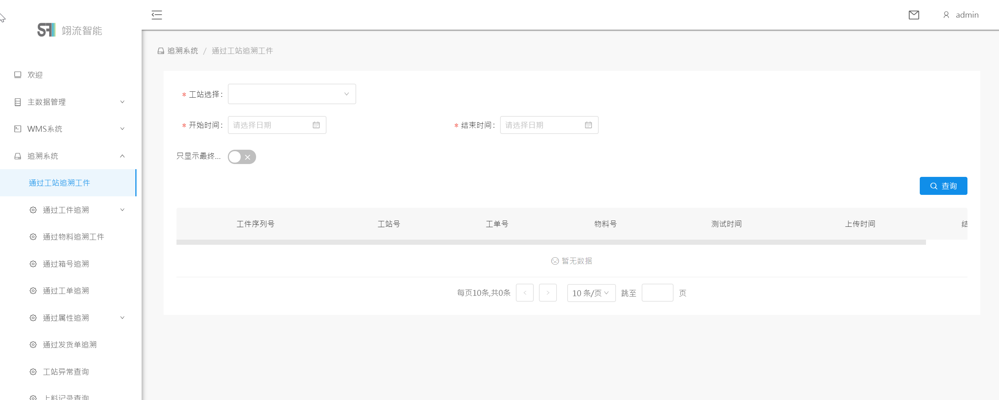 SFI 翊流智能
admin
追溯系统 / 通过工站追溯工件
欢迎
主数据管理
WMS系统
追溯系统
通过工站追溯工件
通过工件追溯
通过物料追溯工件
通过箱号追溯
通过工单追溯
通过属性追溯
通过发货单追溯
工站异常查询
上料记录查询
* 工站选择:
* 开始时间: 请选择日期
* 结束时间: 请选择日期
只显示最终...
查询
工件序列号 工站号 工单号 物料号 测试时间 上传时间 结
暂无数据
每页10条,共0条 < > 10 条/页 跳至 页